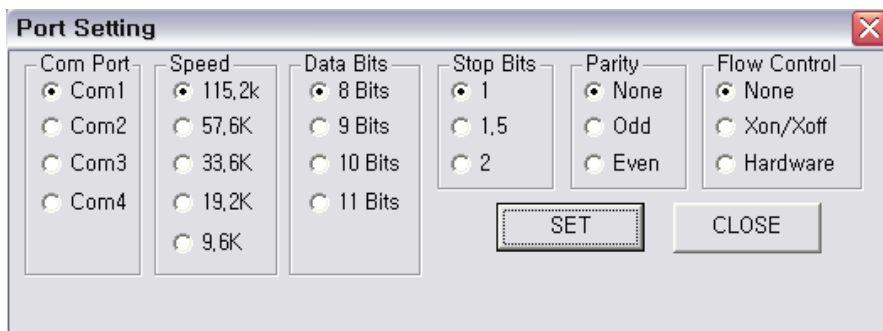 Port Setting
Com Port
Com1
Com2
Com3
Com4
Speed
115,2k
57,6K
33,6K
19,2K
9,6K
Data Bits
8 Bits
9 Bits
10 Bits
11 Bits
Stop Bits
1
1,5
2
Parity
None
Odd
Even
Flow Control
None
Xon/Xoff
Hardware
SET
CLOSE